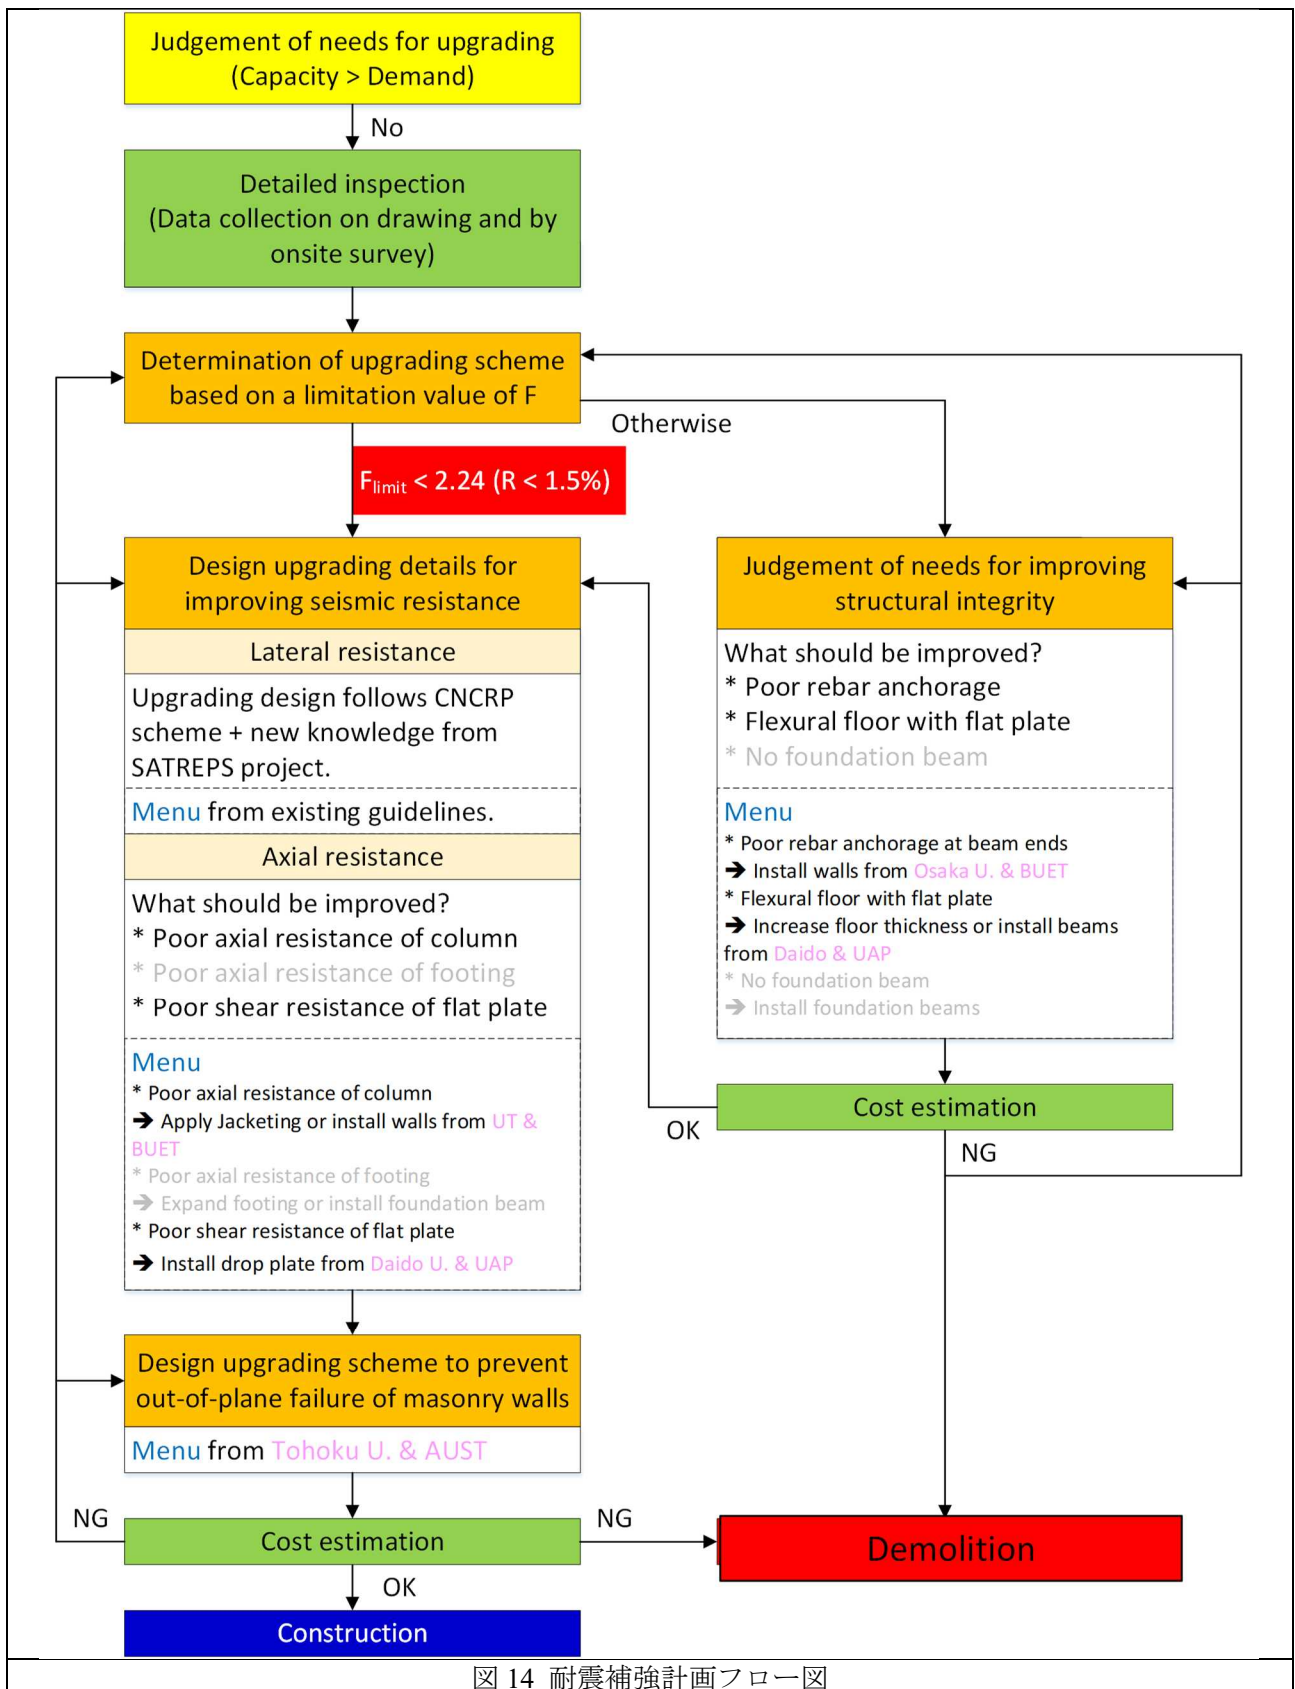 Judgement of needs for upgrading
(Capacity > Demand)
No
Detailed inspection
(Data collection on drawing and by
onsite survey)
Determination of upgrading scheme
based on a limitation value of F
Otherwise
Flimit < 2.24 (R < 1.5%)
Design upgrading details for
improving seismic resistance
Lateral resistance
Upgrading design follows CNCRP
scheme + new knowledge from
SATREPS project.
Menu from existing guidelines.
Axial resistance
What should be improved?
* Poor axial resistance of column
* Poor axial resistance of footing
* Poor shear resistance of flat plate
Menu
* Poor axial resistance of column
➔ Apply Jacketing or install walls from UT &
BUET
* Poor axial resistance of footing
➔ Expand footing or install foundation beam
* Poor shear resistance of flat plate
➔ Install drop plate from Daido U. & UAP
Judgement of needs for improving
structural integrity
What should be improved?
* Poor rebar anchorage
* Flexural floor with flat plate
* No foundation beam
Menu
* Poor rebar anchorage at beam ends
➔ Install walls from Osaka U. & BUET
* Flexural floor with flat plate
➔ Increase floor thickness or install beams
from Daido & UAP
* No foundation beam
➔ Install foundation beams
Cost estimation
OK
NG
Design upgrading scheme to prevent
out-of-plane failure of masonry walls
Menu from Tohoku U. & AUST
NG
Cost estimation
NG
Demolition
OK
Construction
図 14 耐震補強計画フロー図